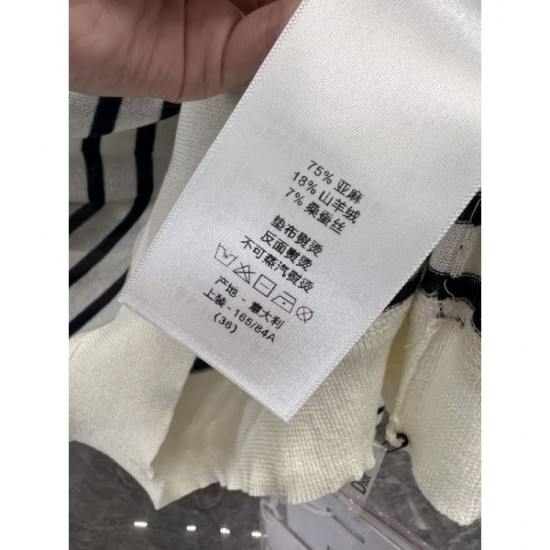 75% 亚麻
18% 山羊绒
7% 桑蚕丝
垫布熨烫
反面熨烫
不可蒸汽熨烫
产地 - 意大利
上装 - 165/84A
(36)
Dior